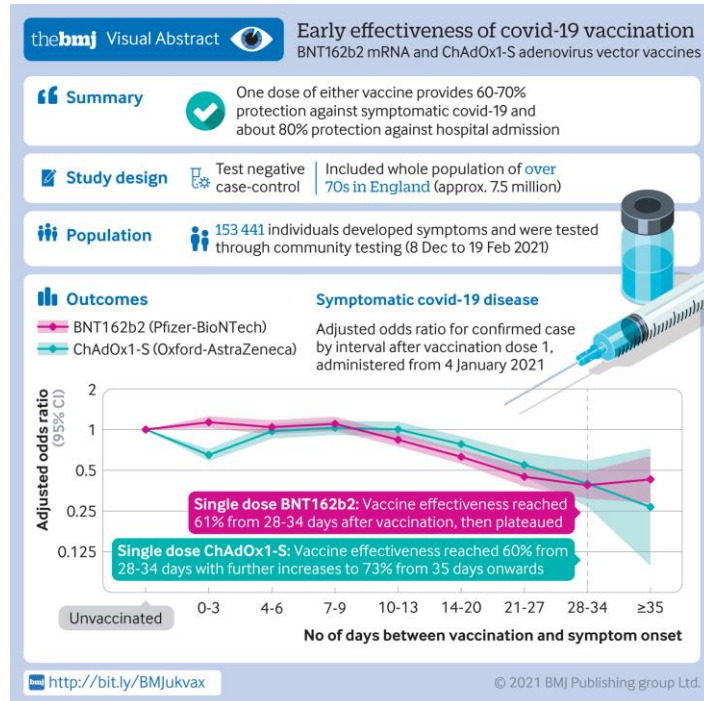 thebmj Visual Abstract
Early effectiveness of covid-19 vaccination
BNT162b2 mRNA and ChAdOx1-S adenovirus vector vaccines
Summary
One dose of either vaccine provides 60-70%
protection against symptomatic covid-19 and
about 80% protection against hospital admission
Study design
Test negative
case-control
Included whole population of over
70s in England (approx. 7.5 million)
Population
153 441 individuals developed symptoms and were tested
through community testing (8 Dec to 19 Feb 2021)
Outcomes
BNT162b2 (Pfizer-BioNTech)
ChAdOx1-S (Oxford-AstraZeneca)
Symptomatic covid-19 disease
Adjusted odds ratio for confirmed case
by interval after vaccination dose 1,
administered from 4 January 2021
Adjusted odds ratio
(95% CI)
2
1
0.5
0.25
0.125
Single dose BNT162b2: Vaccine effectiveness reached
61% from 28-34 days after vaccination, then plateaued
Single dose ChAdOx1-S: Vaccine effectiveness reached 60% from
28-34 days with further increases to 73% from 35 days onwards
Unvaccinated
0-3 4-6 7-9 10-13 14-20 21-27 28-34 ≥35
No of days between vaccination and symptom onset
bmj http://bit.ly/BMJukvax
© 2021 BMJ Publishing group Ltd.